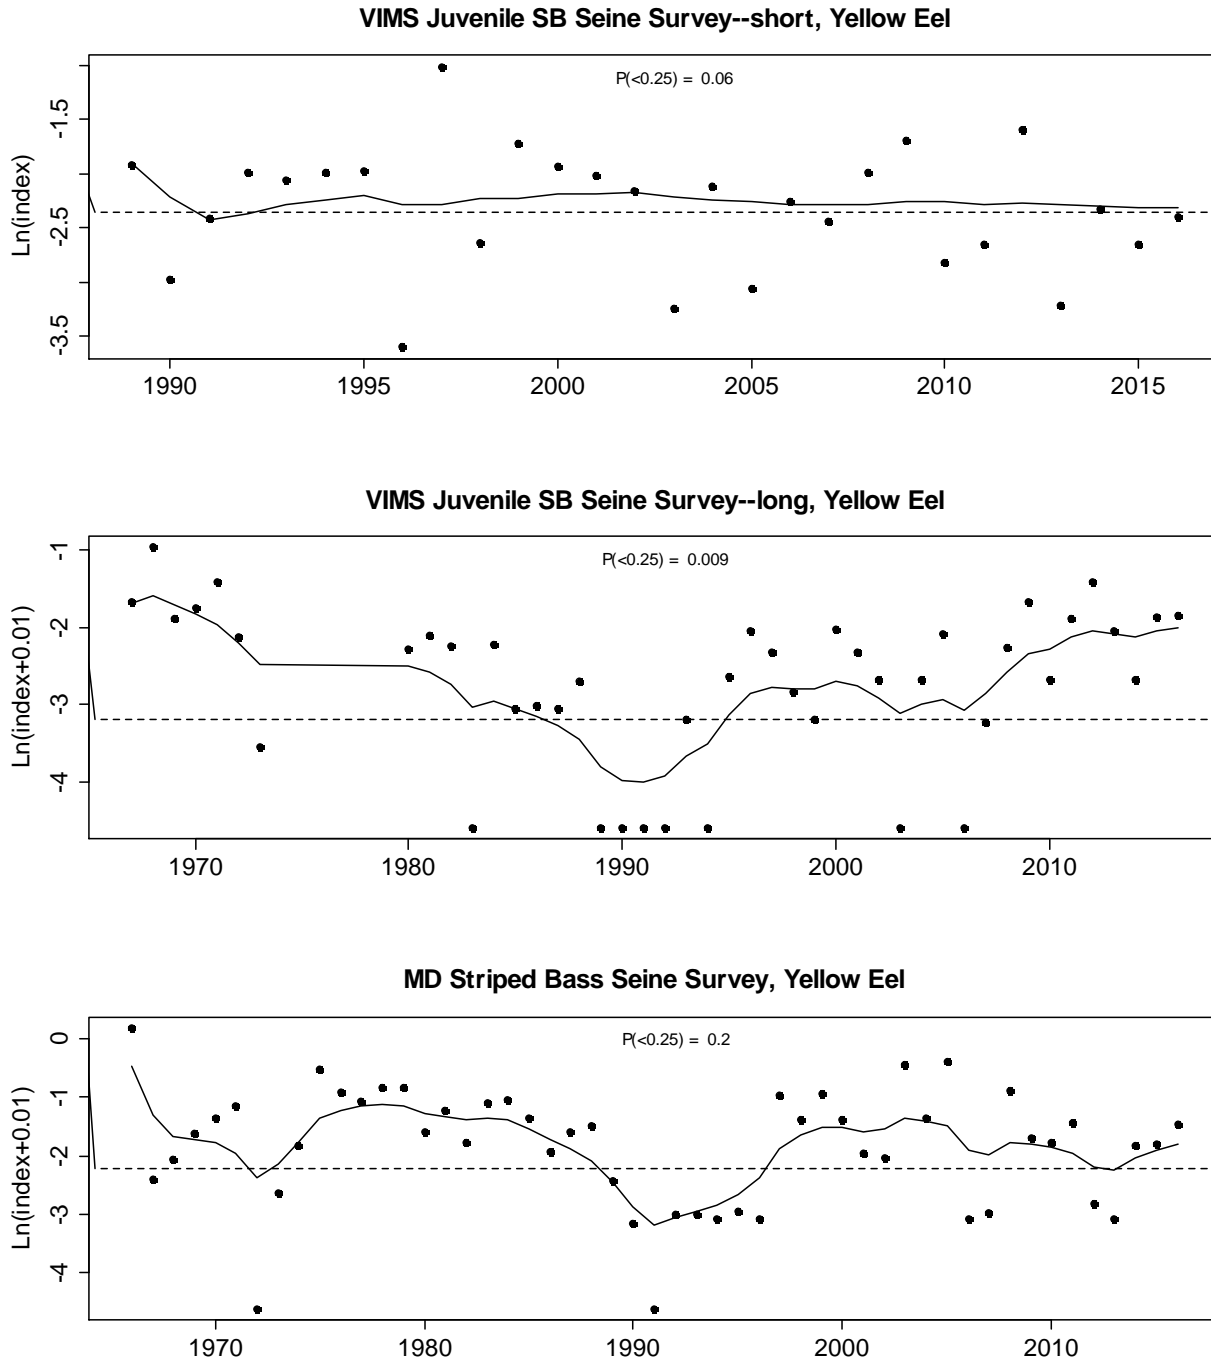 VIMS Juvenile SB Seine Survey--short, Yellow Eel
P(<0.25) = 0.06
Ln(index)
-1.5
-2.5
-3.5
1990 1995 2000 2005 2010 2015
VIMS Juvenile SB Seine Survey--long, Yellow Eel
P(<0.25) = 0.009
Ln(index+0.01)
-1
-2
-3
-4
1970 1980 1990 2000 2010
MD Striped Bass Seine Survey, Yellow Eel
P(<0.25) = 0.2
Ln(index+0.01)
0
-1
-2
-3
-4
1970 1980 1990 2000 2010